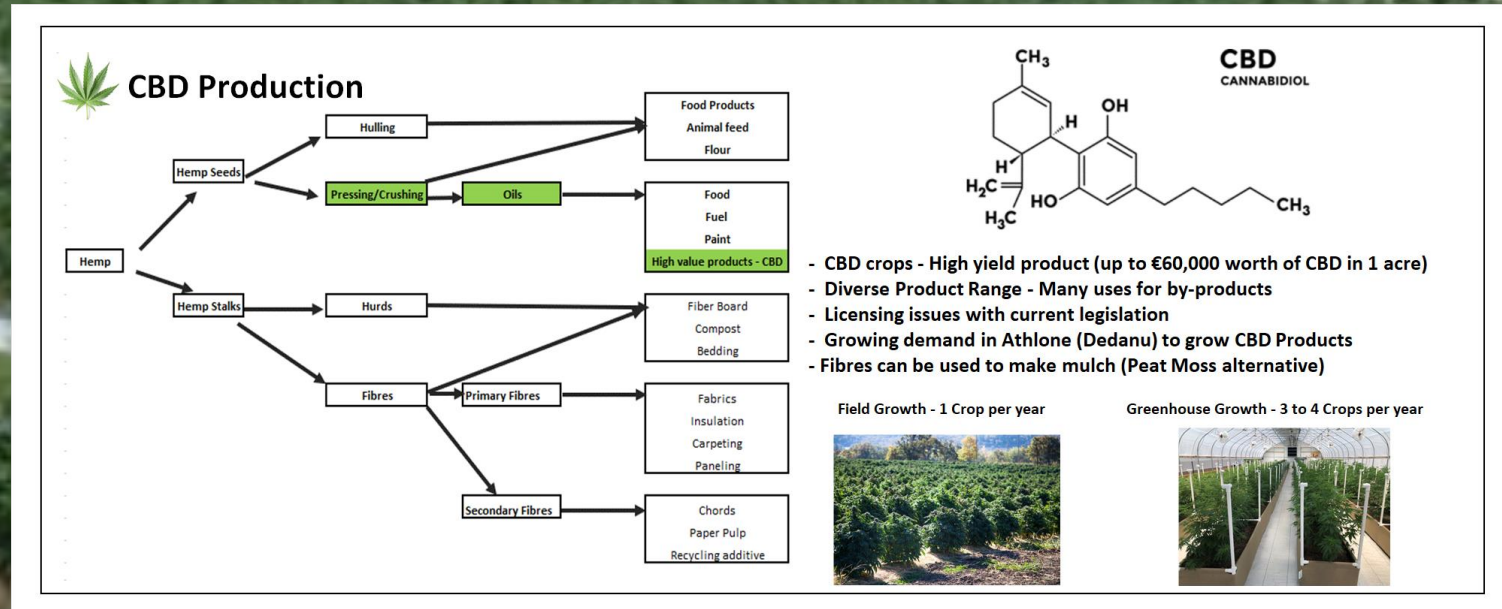 CBD Production
Hemp
Hemp Seeds
Hemp Stalks
Hulling
Pressing/Crushing
Oils
Hurds
Fibres
Primary Fibres
Secondary Fibres
Food Products
Animal feed
Flour
Food
Fuel
Paint
High value products - CBD
Fiber Board
Compost
Bedding
Fabrics
Insulation
Carpeting
Paneling
Chords
Paper Pulp
Recycling additive
CBD
CANNABIDIOL
CH3
OH
H
H
H2C
H3C
HO
CH3
- CBD crops - High yield product (up to €60,000 worth of CBD in 1 acre)
- Diverse Product Range - Many uses for by-products
- Licensing issues with current legislation
- Growing demand in Athlone (Dedanu) to grow CBD Products
- Fibres can be used to make mulch (Peat Moss alternative)
Field Growth - 1 Crop per year
Greenhouse Growth - 3 to 4 Crops per year